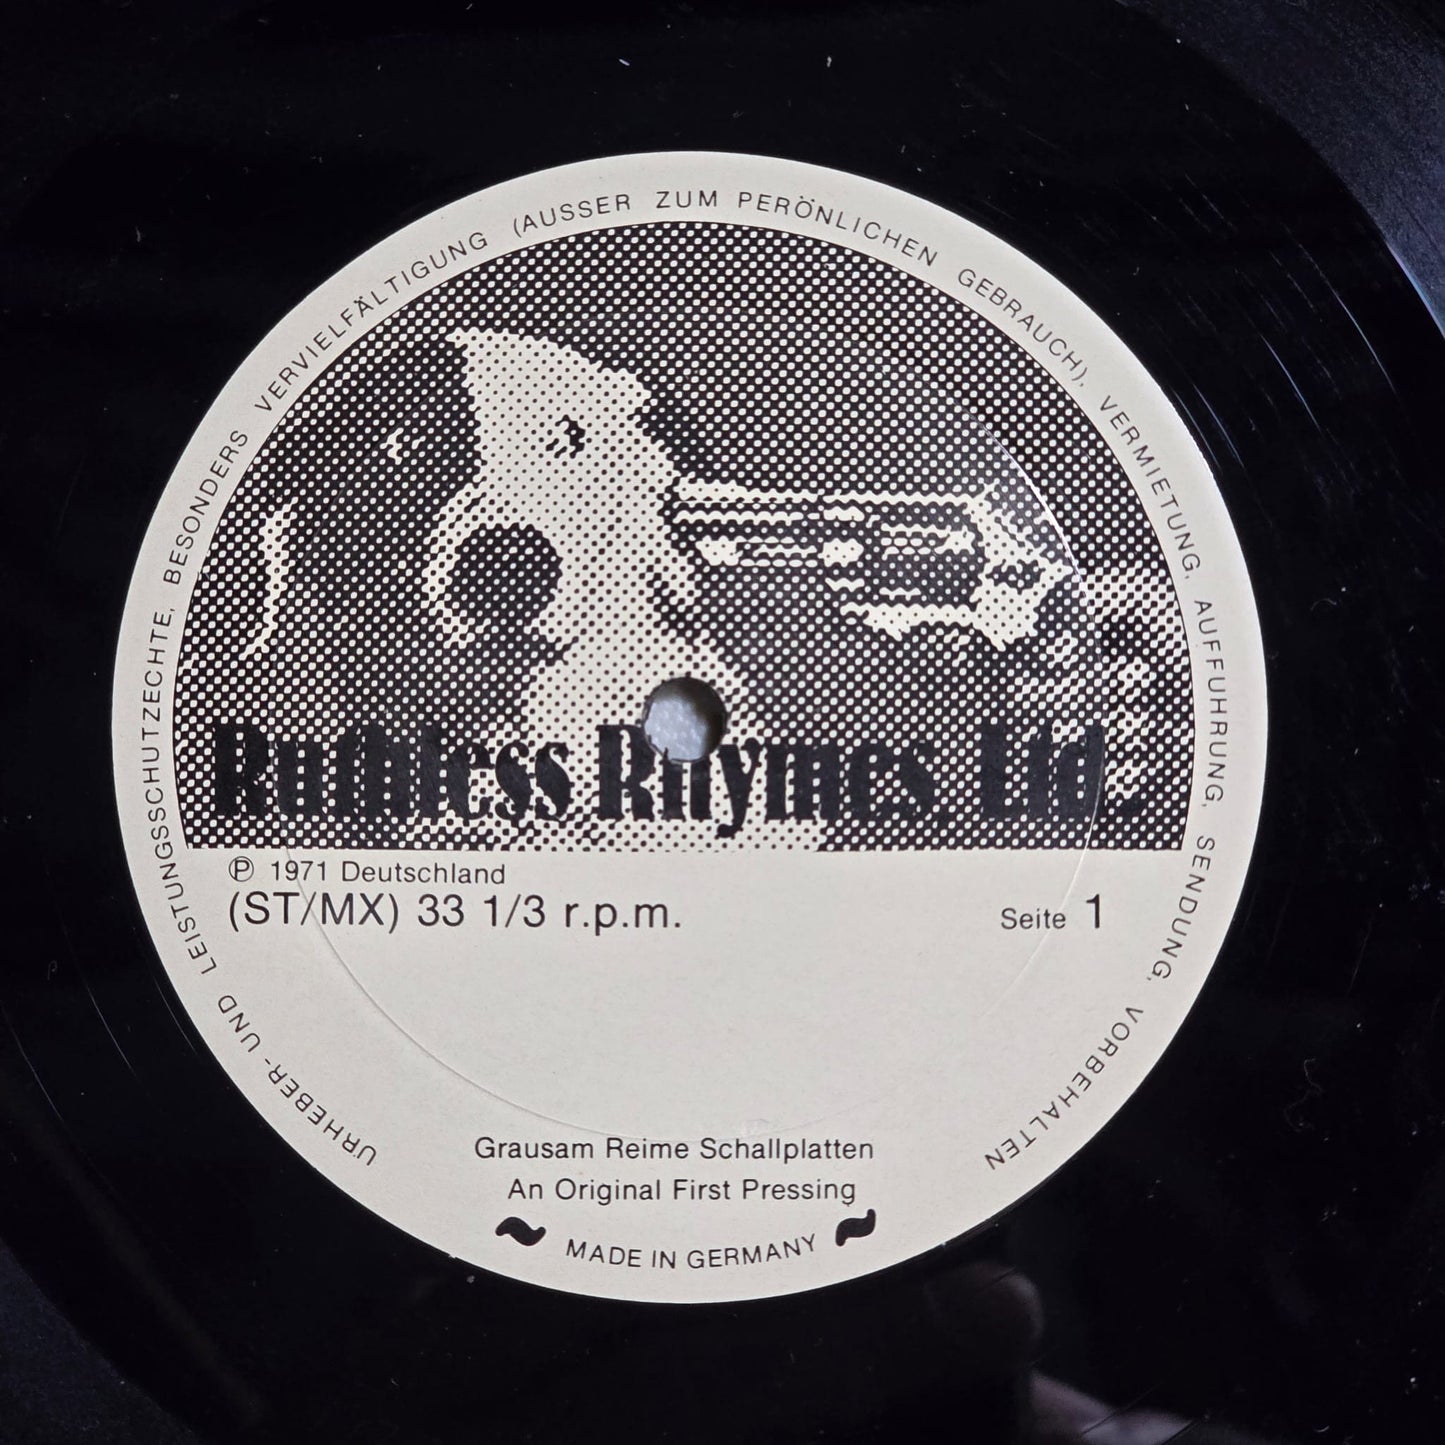 URHEBER- UND LEISTUNGSSCHUTZECHTE, BESONDERS VERVIELFÄLTIGUNG (AUSSER ZUM PERÖNLICHEN GEBRAUCH), VERMIETUNG, AUFFUHRUNG, SENDUNG, VORBEHALTEN
Ruthless Rhymes Ltd.
℗ 1971 Deutschland
(ST/MX) 33 1/3 r.p.m.
Seite 1
Grausam Reime Schallplatten
An Original First Pressing
~ MADE IN GERMANY ~